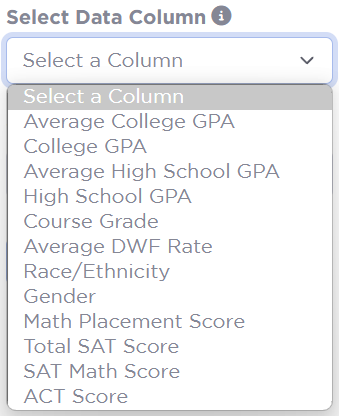 Select Data Column
Select a Column
Select a Column
Average College GPA
College GPA
Average High School GPA
High School GPA
Course Grade
Average DWF Rate
Race/Ethnicity
Gender
Math Placement Score
Total SAT Score
SAT Math Score
ACT Score